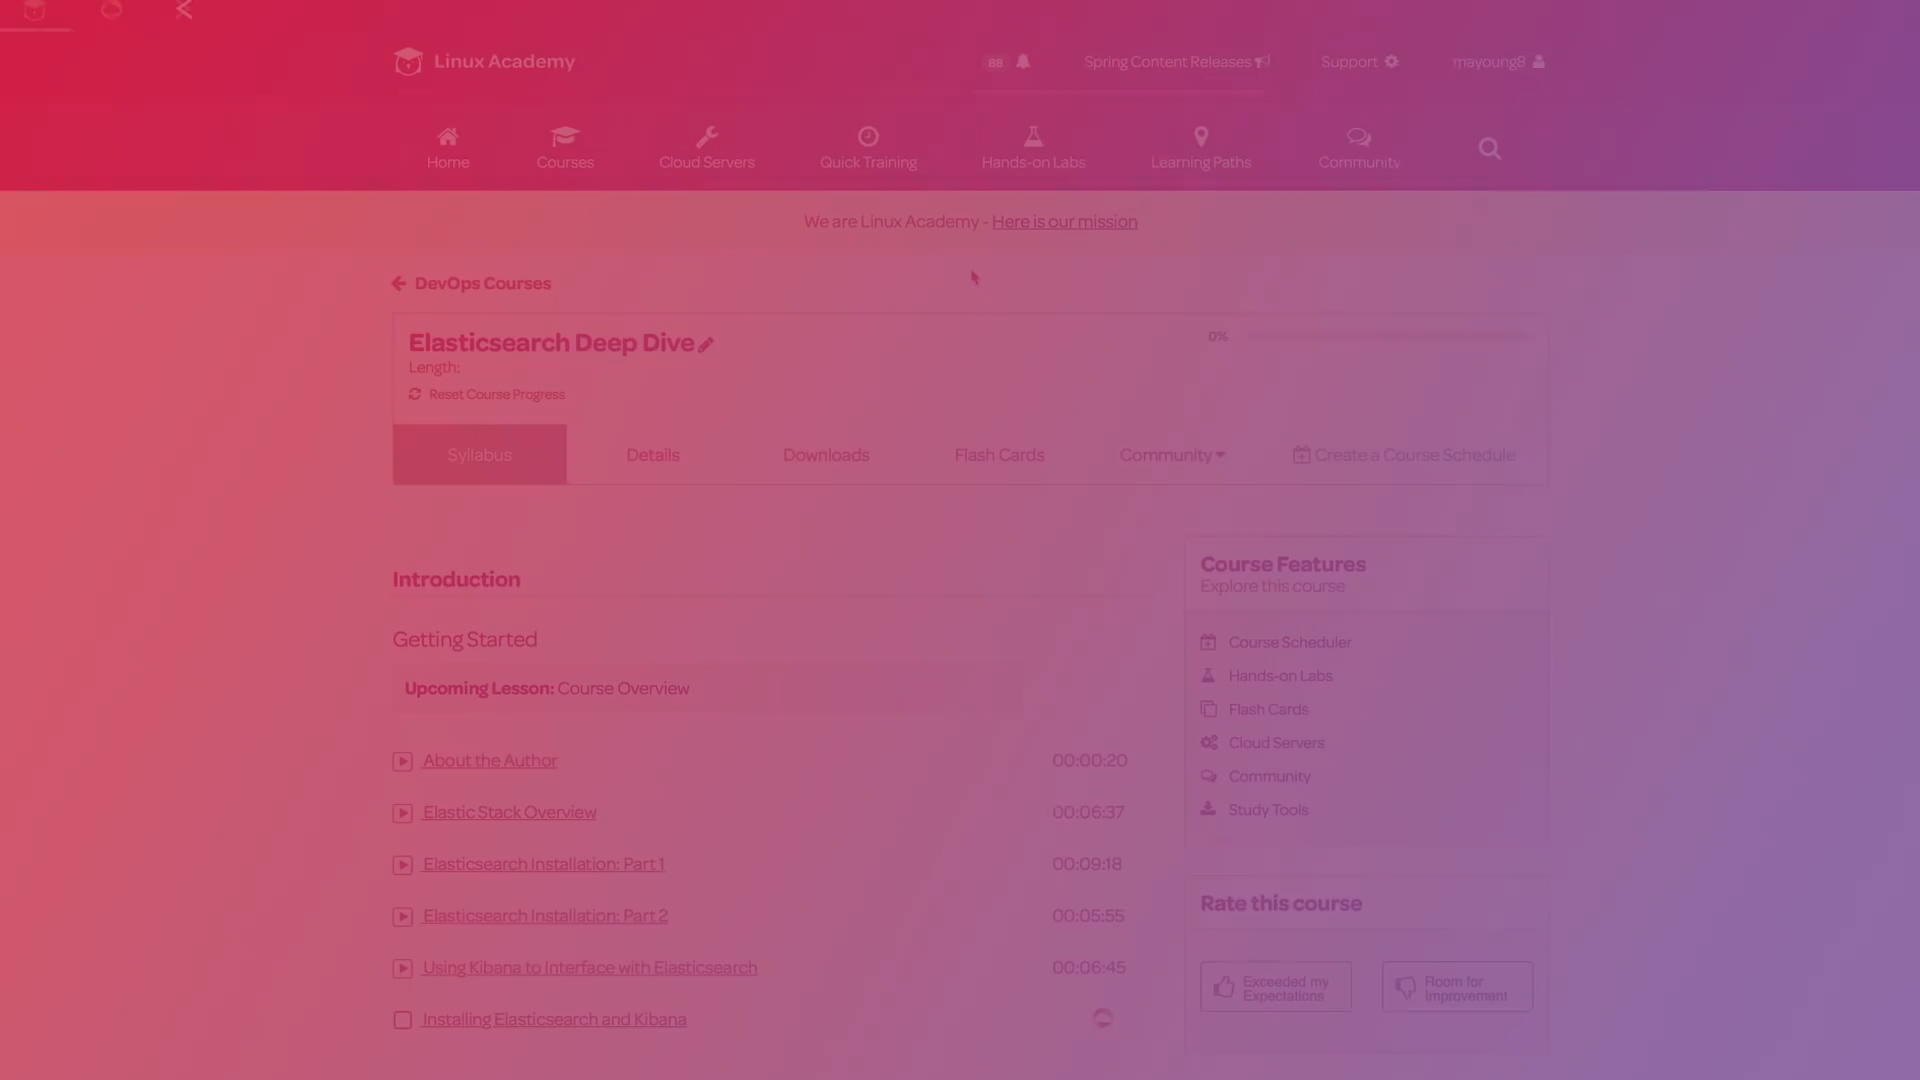 Linux Academy
88
Spring Content Releases
Support
mayoung8
Home
Courses
Cloud Servers
Quick Training
Hands-on Labs
Learning Paths
Community
We are Linux Academy - Here is our mission
DevOps Courses
Elasticsearch Deep Dive
0%
Length:
Reset Course Progress
Syllabus
Details
Downloads
Flash Cards
Community
Create a Course Schedule
Introduction
Getting Started
Upcoming Lesson: Course Overview
About the Author 00:00:20
Elastic Stack Overview 00:06:37
Elasticsearch Installation: Part 1 00:09:18
Elasticsearch Installation: Part 2 00:05:55
Using Kibana to Interface with Elasticsearch 00:06:45
Installing Elasticsearch and Kibana
Course Features
Explore this course
Course Scheduler
Hands-on Labs
Flash Cards
Cloud Servers
Community
Study Tools
Rate this course
Exceeded my
Expectations
Room for
Improvement